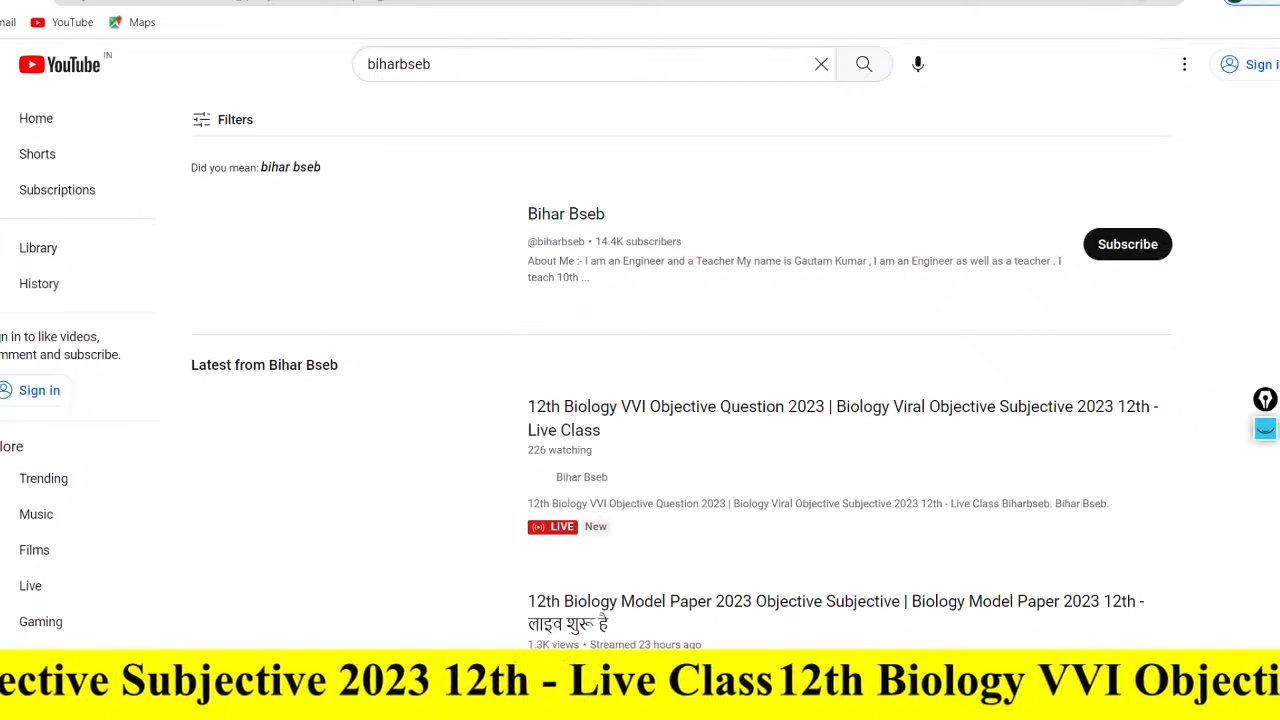 mail YouTube Maps
YouTube IN
biharbseb
Sign i
Home
Shorts
Subscriptions
Library
History
n in to like videos,
mment and subscribe.
Sign in
lore
Trending
Music
Films
Live
Gaming
Filters
Did you mean: bihar bseb
Bihar Bseb
@biharbseb • 14.4K subscribers
About Me :- I am an Engineer and a Teacher My name is Gautam Kumar , I am an Engineer as well as a teacher . I
teach 10th ...
Subscribe
Latest from Bihar Bseb
12th Biology VVI Objective Question 2023 | Biology Viral Objective Subjective 2023 12th -
Live Class
226 watching
Bihar Bseb
12th Biology VVI Objective Question 2023 | Biology Viral Objective Subjective 2023 12th - Live Class Biharbseb. Bihar Bseb.
LIVE New
12th Biology Model Paper 2023 Objective Subjective | Biology Model Paper 2023 12th -
लाइव शुरू है
1.3K views • Streamed 23 hours ago
ective Subjective 2023 12th - Live Class 12th Biology VVI Objecti